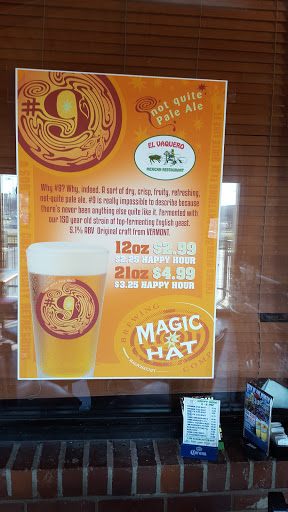 #9
not quite
Pale Ale
EL VAQUERO
MEXICAN RESTAURANT
Why #9? Why, indeed. A sort of dry, crisp, fruity, refreshing,
not-quite pale ale. #9 is really impossible to describe because
there's never been anything else quite like it. Fermented with
our 150 year old strain of top-fermenting English yeast.
5.1% ABV Original craft from VERMONT.
12oz $2.99
$2.25 HAPPY HOUR
21oz $4.99
$3.25 HAPPY HOUR
#9
BREWING
MAGIC
HAT
COMPANY
Corona